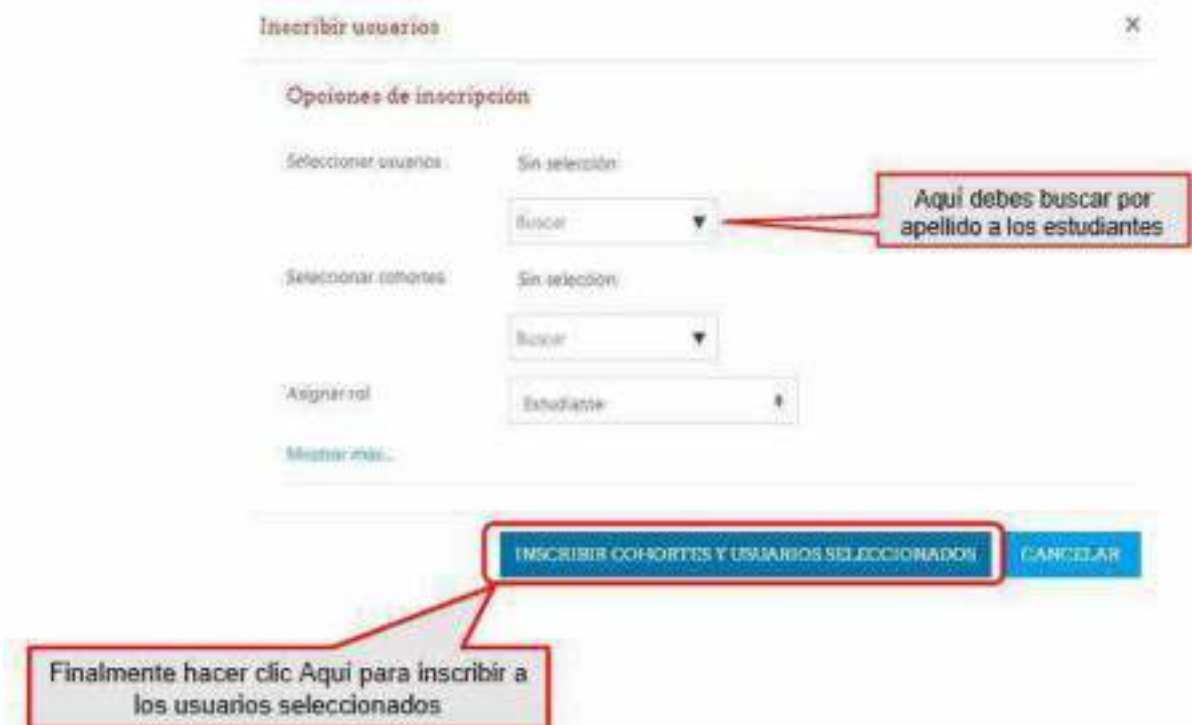 Inscribir usuarios
Opciones de inscripción
Seleccionar usuarios
Sin selección
Buscar
Aquí debes buscar por
apellido a los estudiantes
Seleccionar cohortes
Sin selección
Buscar
Asignar rol
Estudiante
Mostrar más...
INSCRIBIR COHORTES Y USUARIOS SELECCIONADOS
CANCELAR
Finalmente hacer clic Aqui para inscribir a
los usuarios seleccionados